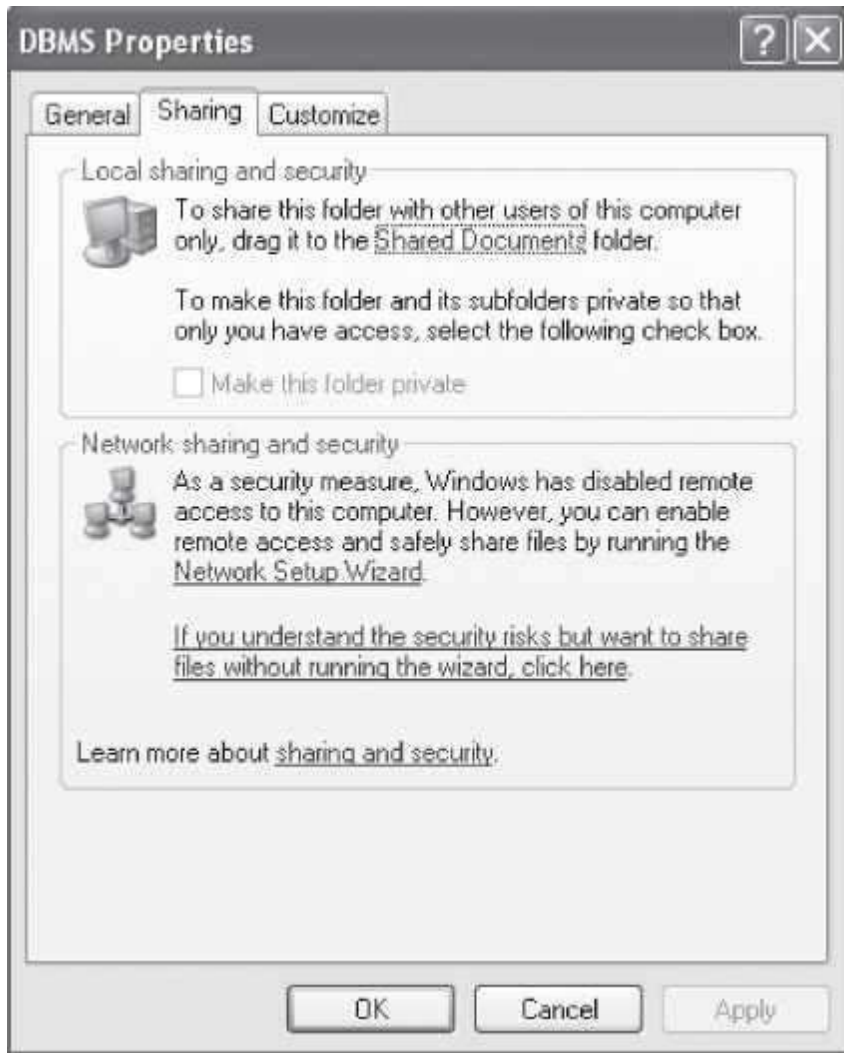 DBMS Properties
General Sharing Customize
Local sharing and security
To share this folder with other users of this computer
only, drag it to the Shared Documents folder.
To make this folder and its subfolders private so that
only you have access, select the following check box.
Make this folder private
Network sharing and security
As a security measure, Windows has disabled remote
access to this computer. However, you can enable
remote access and safely share files by running the
Network Setup Wizard.
If you understand the security risks but want to share
files without running the wizard, click here.
Learn more about sharing and security.
OK Cancel Apply